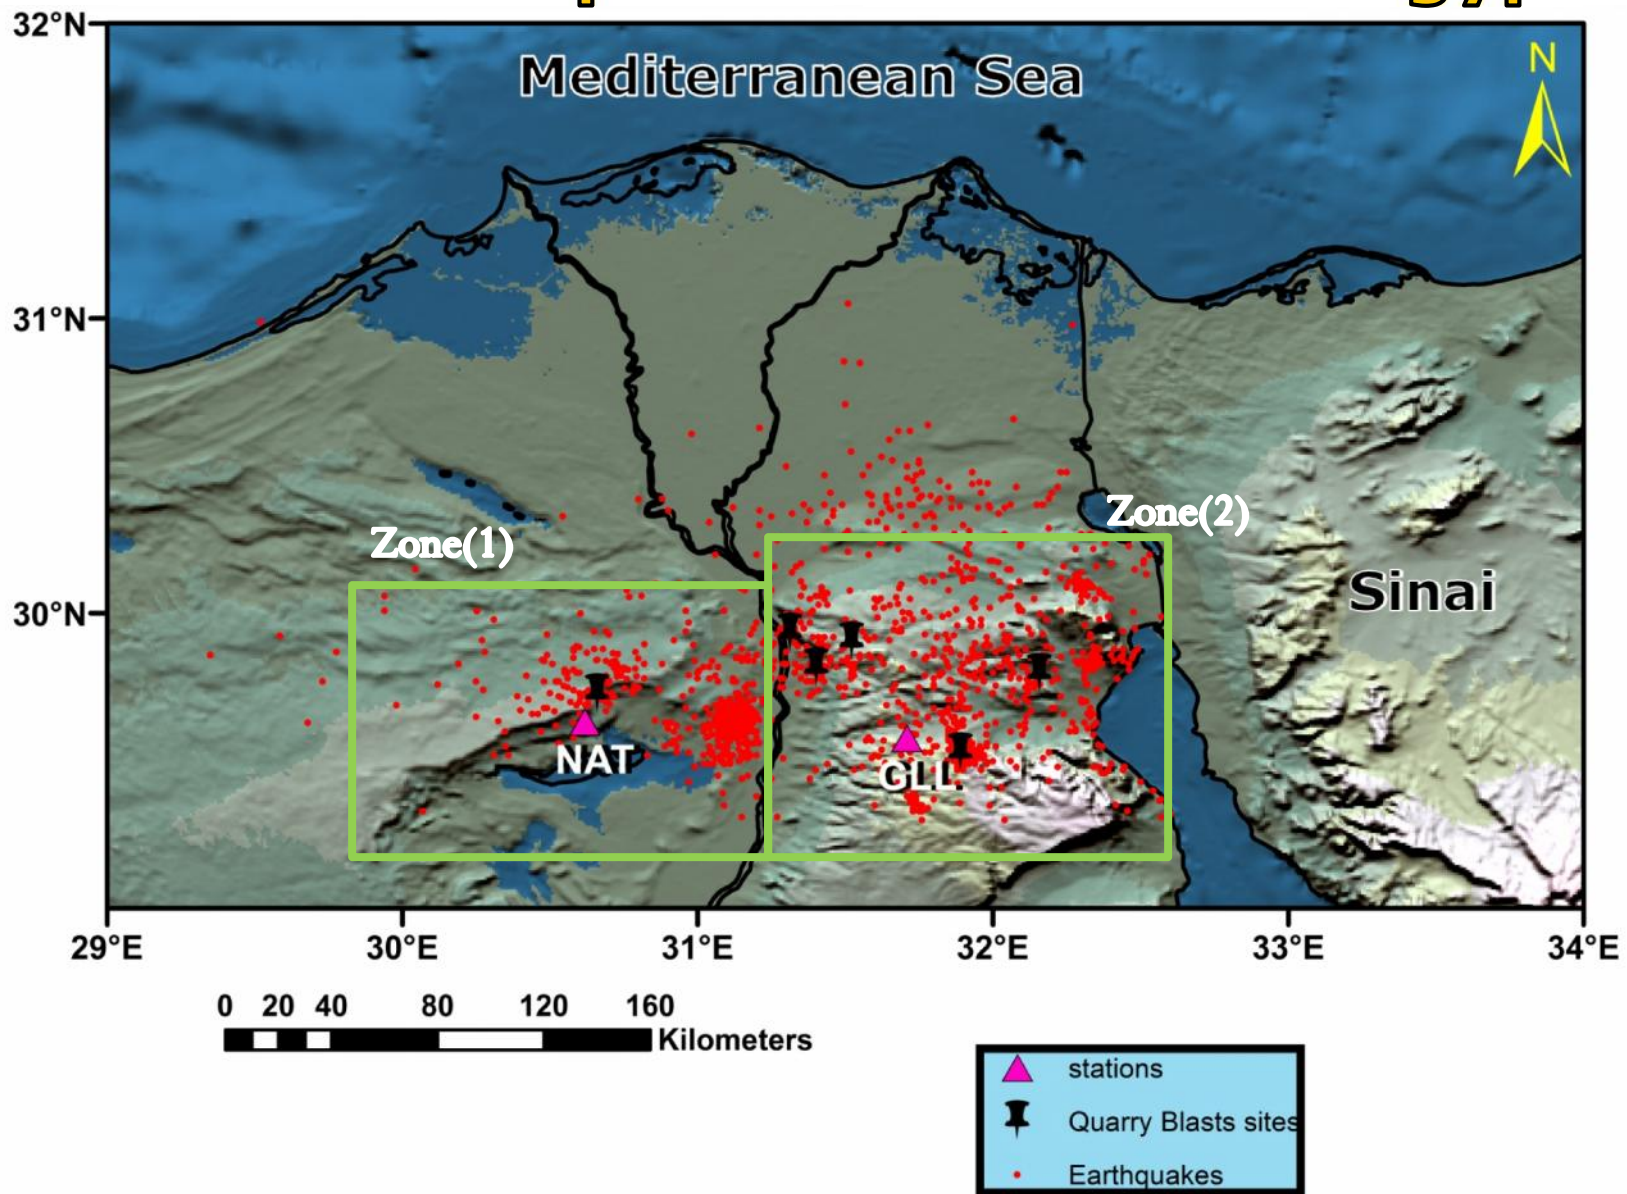 32°N
Mediterranean Sea
N
31°N
Zone(2)
Zone(1)
30°N
Sinai
NAT
GLL
29°E 30°E 31°E 32°E 33°E 34°E
0 20 40 80 120 160
Kilometers
stations
Quarry Blasts sites
Earthquakes